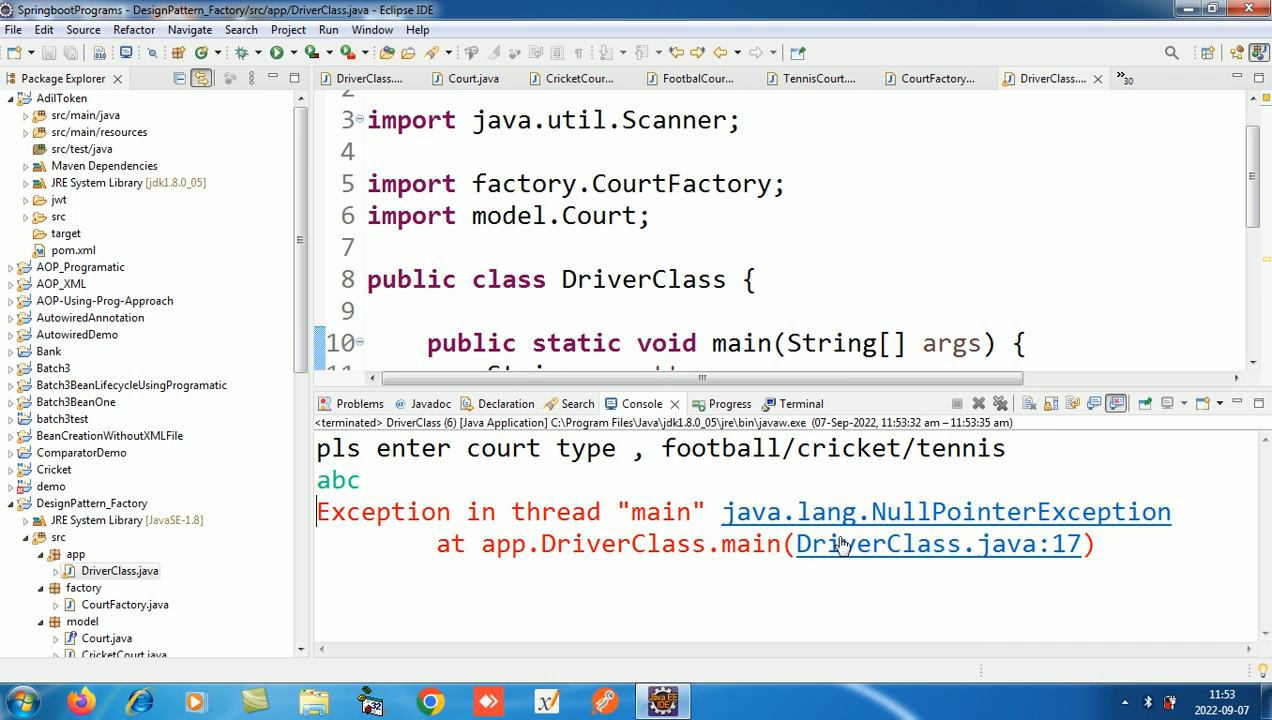 SpringbootPrograms - DesignPattern_Factory/src/app/DriverClass.java - Eclipse IDE
File Edit Source Refactor Navigate Search Project Run Window Help
Package Explorer
DriverClass.... Court.java CricketCour... FootbalCour... TennisCourt.... CourtFactory... DriverClass.... »30
AdilToken
src/main/java
src/main/resources
src/test/java
Maven Dependencies
JRE System Library [jdk1.8.0_05]
jwt
src
target
pom.xml
AOP_Programatic
AOP_XML
AOP-Using-Prog-Approach
AutowiredAnnotation
AutowiredDemo
Bank
Batch3
Batch3BeanLifecycleUsingProgramatic
Batch3BeanOne
batch3test
BeanCreationWithoutXMLFile
ComparatorDemo
Cricket
demo
DesignPattern_Factory
JRE System Library [JavaSE-1.8]
src
app
DriverClass.java
factory
CourtFactory.java
model
Court.java
CricketCourt.java
2
3 import java.util.Scanner;
4
5 import factory.CourtFactory;
6 import model.Court;
7
8 public class DriverClass {
9
10 public static void main(String[] args) {
Problems Javadoc Declaration Search Console Progress Terminal
<terminated> DriverClass (6) [Java Application] C:\Program Files\Java\jdk1.8.0_05\jre\bin\javaw.exe (07-Sep-2022, 11:53:32 am – 11:53:35 am)
pls enter court type , football/cricket/tennis
abc
Exception in thread "main" java.lang.NullPointerException
at app.DriverClass.main(DriverClass.java:17)
11:53
2022-09-07